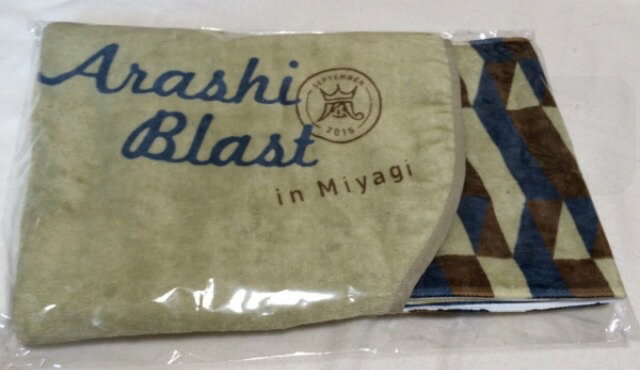 Arashi
Blast
SEPTEMBER
嵐
2015
in Miyagi